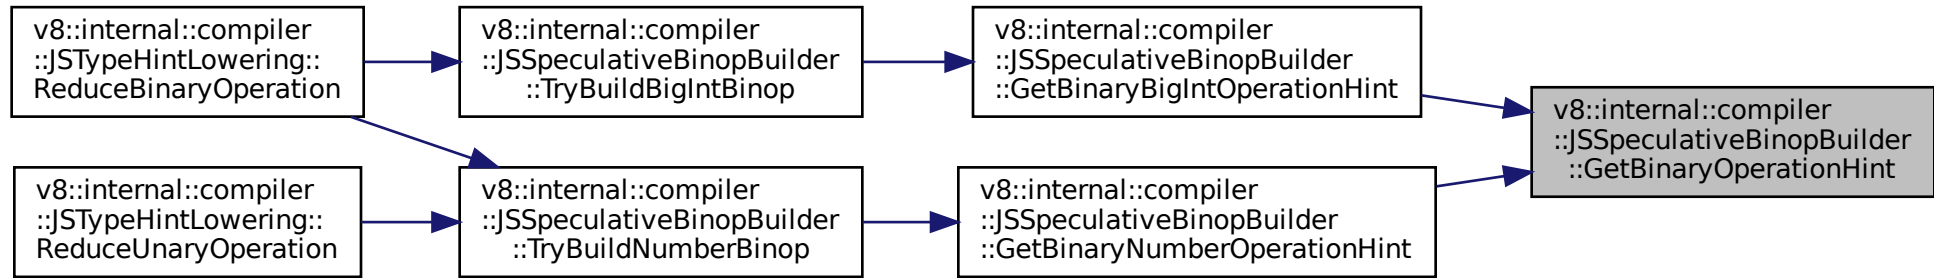 v8::internal::compiler
::JSTypeHintLowering::
ReduceBinaryOperation
v8::internal::compiler
::JSSpeculativeBinopBuilder
::TryBuildBigIntBinop
v8::internal::compiler
::JSSpeculativeBinopBuilder
::GetBinaryBigIntOperationHint
v8::internal::compiler
::JSSpeculativeBinopBuilder
::GetBinaryOperationHint
v8::internal::compiler
::JSTypeHintLowering::
ReduceUnaryOperation
v8::internal::compiler
::JSSpeculativeBinopBuilder
::TryBuildNumberBinop
v8::internal::compiler
::JSSpeculativeBinopBuilder
::GetBinaryNumberOperationHint